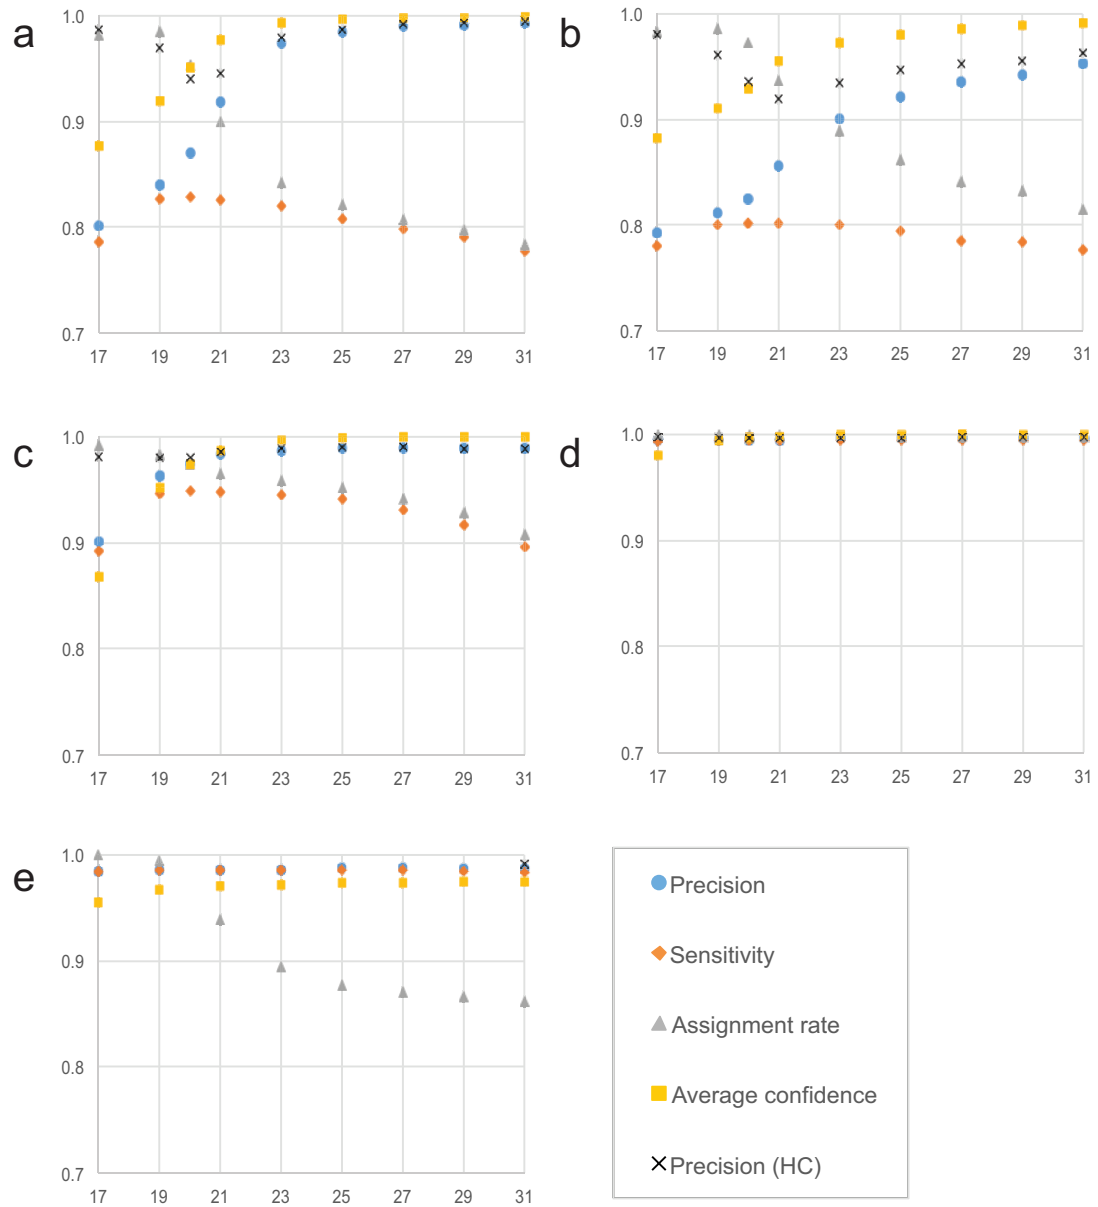 a
1.0
0.9
0.8
0.7
17 19 21 23 25 27 29 31
b
1.0
0.9
0.8
0.7
17 19 21 23 25 27 29 31
c
1.0
0.9
0.8
0.7
17 19 21 23 25 27 29 31
d
1.0
0.9
0.8
0.7
17 19 21 23 25 27 29 31
e
1.0
0.9
0.8
0.7
17 19 21 23 25 27 29 31
Precision
Sensitivity
Assignment rate
Average confidence
Precision (HC)